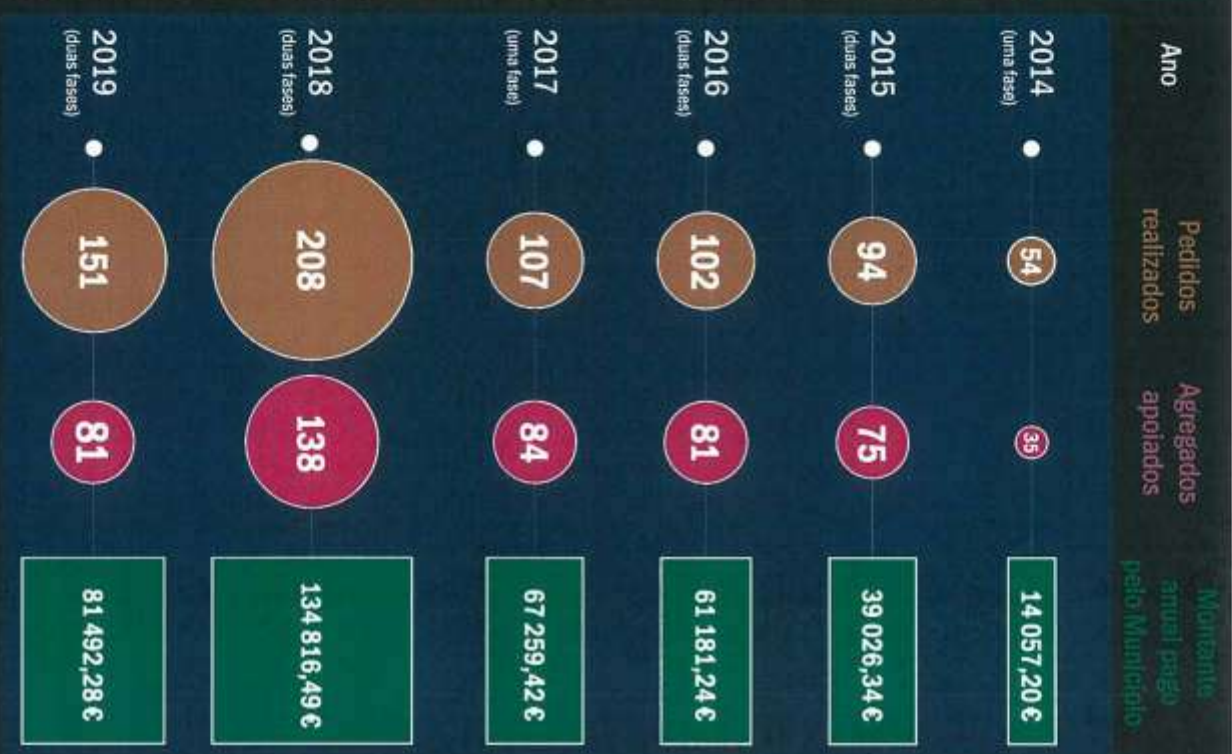 Ano
Pedidos
realizados
Agregados
apoiados
Montante
anual pago
pelo Município
2014
(uma fase)
54
35
14 057,20 €
2015
(duas fases)
94
75
39 026,34 €
2016
(duas fases)
102
81
61 181,24 €
2017
(uma fase)
107
84
67 259,42 €
2018
(duas fases)
208
138
134 816,49 €
2019
(duas fases)
151
81
81 492,28 €